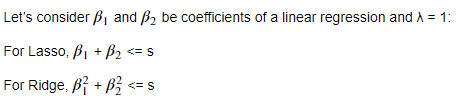 Let's consider β₁ and β₂ be coefficients of a linear regression and λ = 1:
For Lasso, β₁ + β₂ <= s
For Ridge, β₁² + β₂² <= s